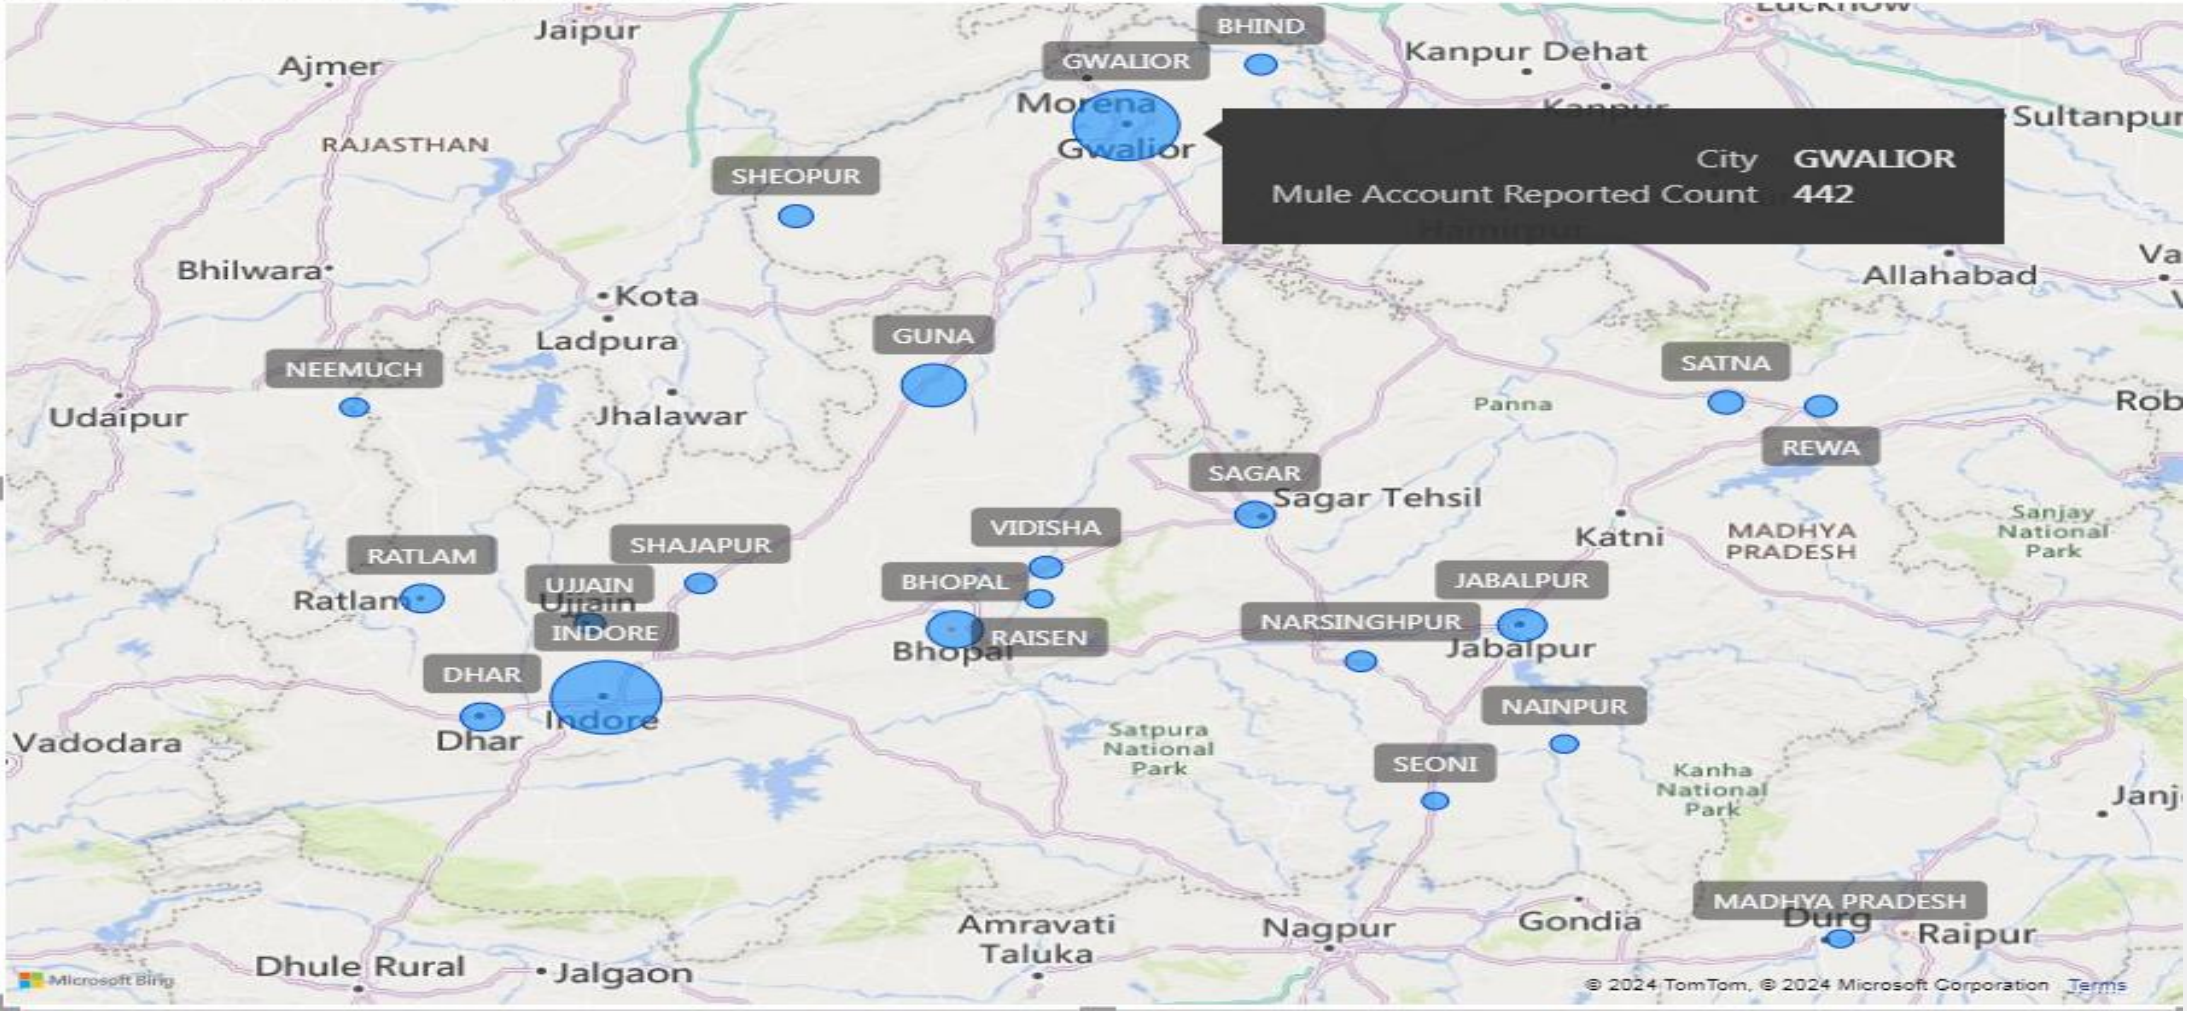 Lucknow
Jaipur
BHIND
Ajmer
GWALIOR
Kanpur Dehat
Morena
Kanpur
Sultanpur
RAJASTHAN
Gwalior
City GWALIOR
SHEOPUR
Mule Account Reported Count 442
Hamirpur
Va
Bhilwara
Allahabad
Kota
V
GUNA
Ladpura
NEEMUCH
SATNA
Udaipur
Jhalawar
Panna
Rob
REWA
SAGAR
Sagar Tehsil
VIDISHA
Katni
MADHYA
PRADESH
Sanjay
National
Park
RATLAM
SHAJAPUR
UJJAIN
BHOPAL
JABALPUR
Ratlam
Ujjain
INDORE
NARSINGHPUR
RAISEN
Bhopal
Jabalpur
DHAR
NAINPUR
Indore
Vadodara
Dhar
Satpura
National
Park
SEONI
Kanha
National
Park
Janj
MADHYA PRADESH
Amravati
Taluka
Nagpur
Gondia
Durg
Raipur
Dhule Rural
Jalgaon
Microsoft Bing
© 2024 TomTom, © 2024 Microsoft Corporation Terms